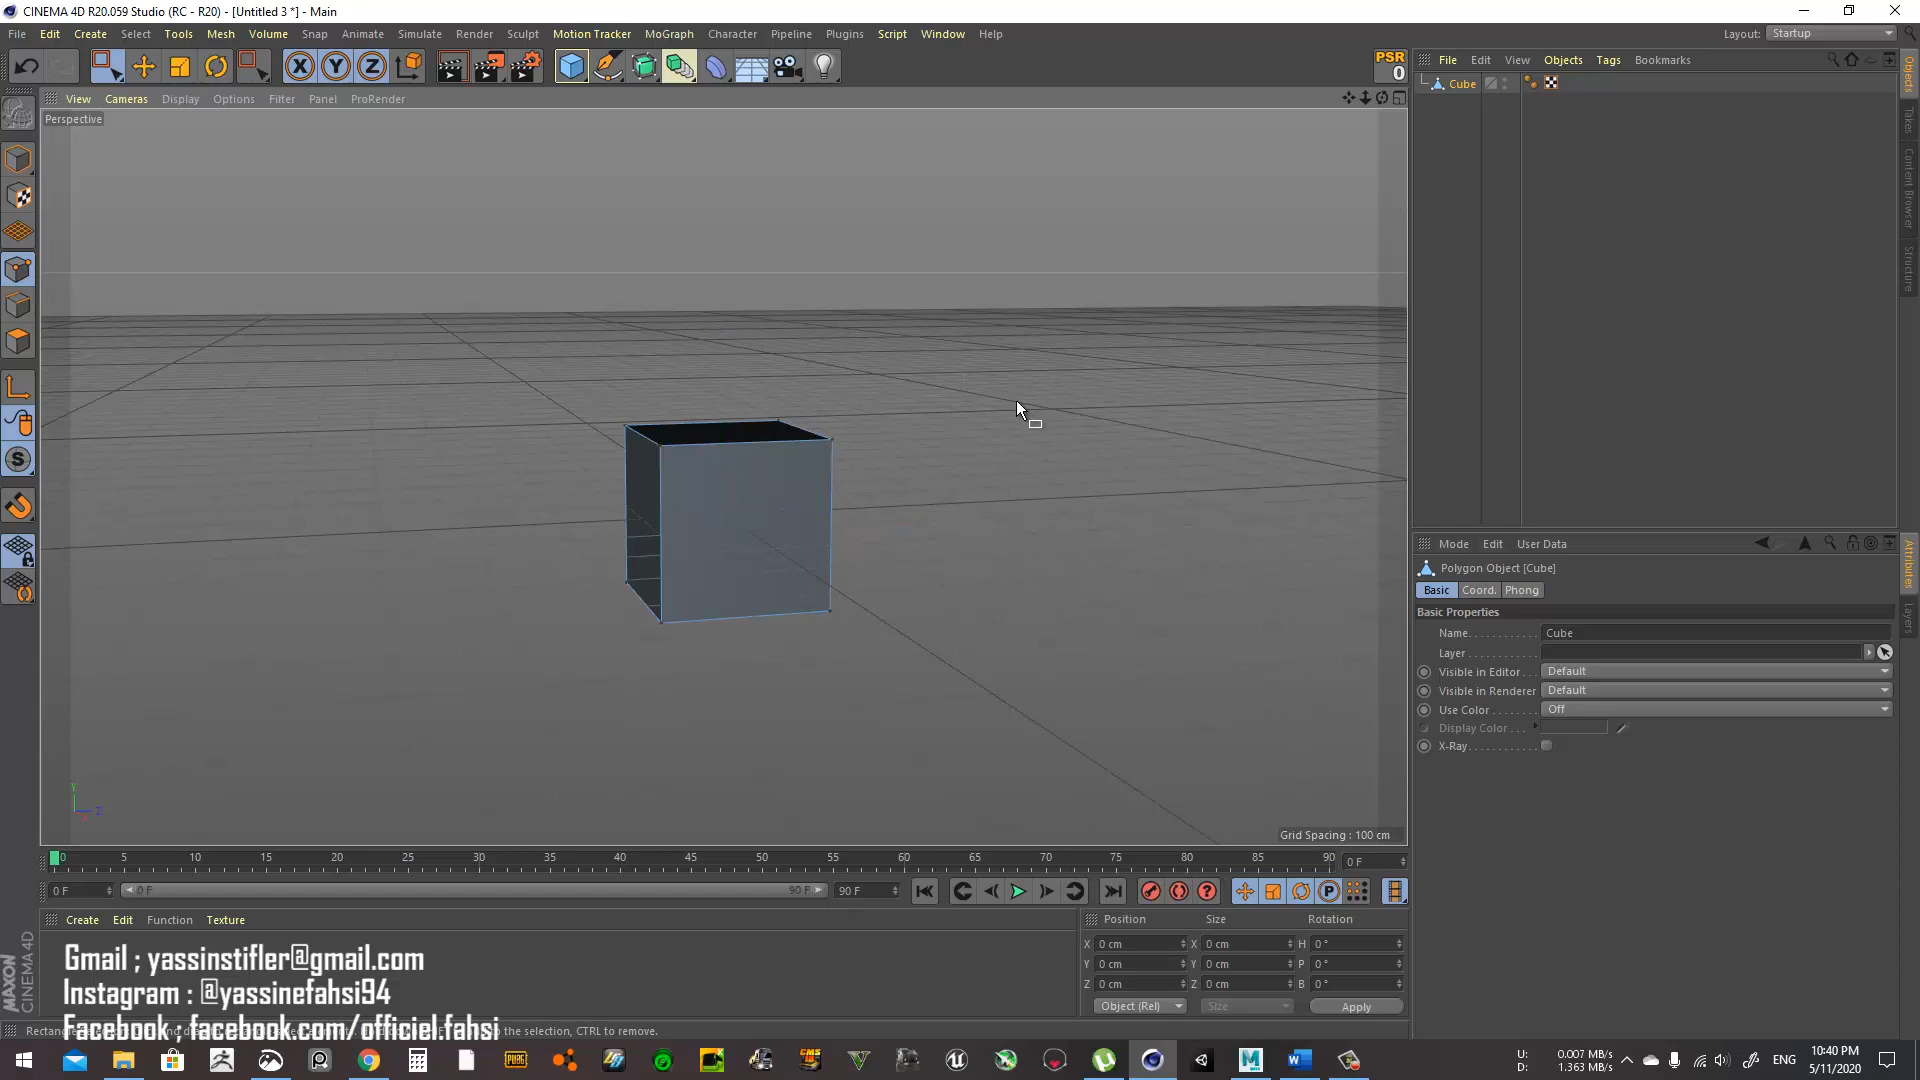 CINEMA 4D R20.059 Studio (RC - R20) - [Untitled 3 *] - Main
File Edit Create Select Tools Mesh Volume Snap Animate Simulate Render Sculpt Motion Tracker MoGraph Character Pipeline Plugins Script Window Help
Layout: Startup
X Y Z
PSR
0
File Edit View Objects Tags Bookmarks
Cube
View Cameras Display Options Filter Panel ProRender
Perspective
Objects
Takes
Content Browser
Structure
Mode Edit User Data
Polygon Object [Cube]
Basic Coord. Phong
Basic Properties
Name Cube
Layer
Visible in Editor Default
Visible in Renderer Default
Use Color Off
Display Color
X-Ray
Attributes
Layers
S
Y
Z
X
Grid Spacing : 100 cm
0 5 10 15 20 25 30 35 40 45 50 55 60 65 70 75 80 85 90 0 F
0 F 0 F 90 F 90 F
P
Create Edit Function Texture
Position Size Rotation
X 0 cm X 0 cm H 0 °
Y 0 cm Y 0 cm P 0 °
Z 0 cm Z 0 cm B 0 °
Object (Rel) Size Apply
MAXON
CINEMA 4D
Gmail ; yassinstifler@gmail.com
Instagram : @yassinefahsi94
Facebook ; facebook.com/officiel.fahsi
the selection, CTRL to remove.
U: 0.007 MB/s
D: 1.363 MB/s
ENG
10:40 PM
5/11/2020